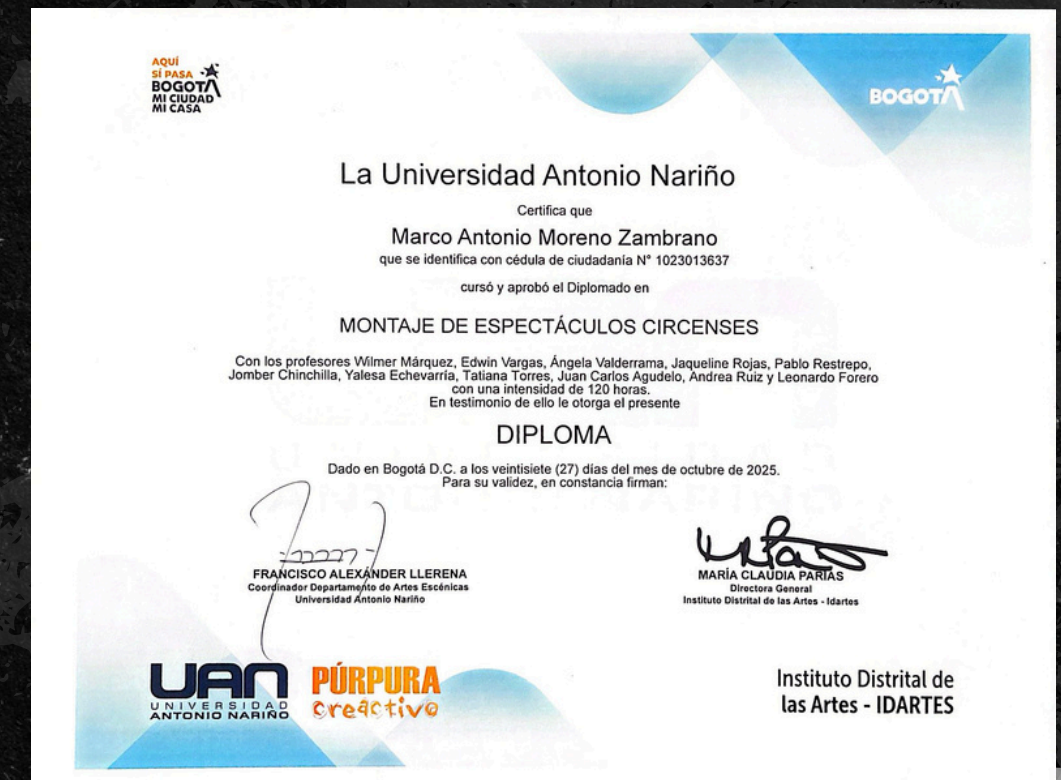 AQUÍ
SÍ PASA
BOGOTÁ
MI CIUDAD
MI CASA
BOGOTÁ
La Universidad Antonio Nariño
Certifica que
Marco Antonio Moreno Zambrano
que se identifica con cédula de ciudadanía N° 1023013637
cursó y aprobó el Diplomado en
MONTAJE DE ESPECTÁCULOS CIRCENSES
Con los profesores Wilmer Márquez, Edwin Vargas, Ángela Valderrama, Jaqueline Rojas, Pablo Restrepo,
Jomber Chinchilla, Yalesa Echevarría, Tatiana Torres, Juan Carlos Agudelo, Andrea Ruiz y Leonardo Forero
con una intensidad de 120 horas.
En testimonio de ello le otorga el presente
DIPLOMA
Dado en Bogotá D.C. a los veintisiete (27) días del mes de octubre de 2025.
Para su validez, en constancia firman:
FRANCISCO ALEXÁNDER LLERENA
Coordinador Departamento de Artes Escénicas
Universidad Antonio Nariño
MARÍA CLAUDIA PARIAS
Directora General
Instituto Distrital de las Artes - Idartes
UAN
UNIVERSIDAD
ANTONIO NARIÑO
PÚRPURA
creactivo
Instituto Distrital de
las Artes - IDARTES